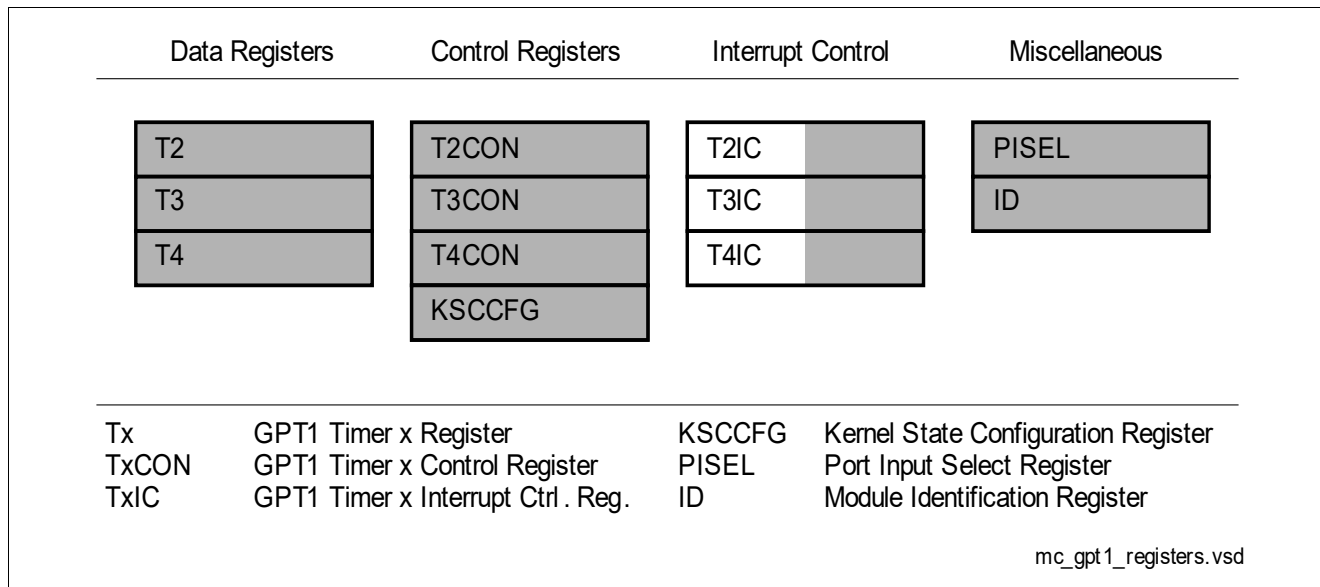 Data Registers Control Registers Interrupt Control Miscellaneous
T2 T2CON T2IC PISEL
T3 T3CON T3IC ID
T4 T4CON T4IC
KSCCFG
Tx GPT1 Timer x Register KSCCFG Kernel State Configuration Register
TxCON GPT1 Timer x Control Register PISEL Port Input Select Register
TxIC GPT1 Timer x Interrupt Ctrl. Reg. ID Module Identification Register
mc_gpt1_registers.vsd